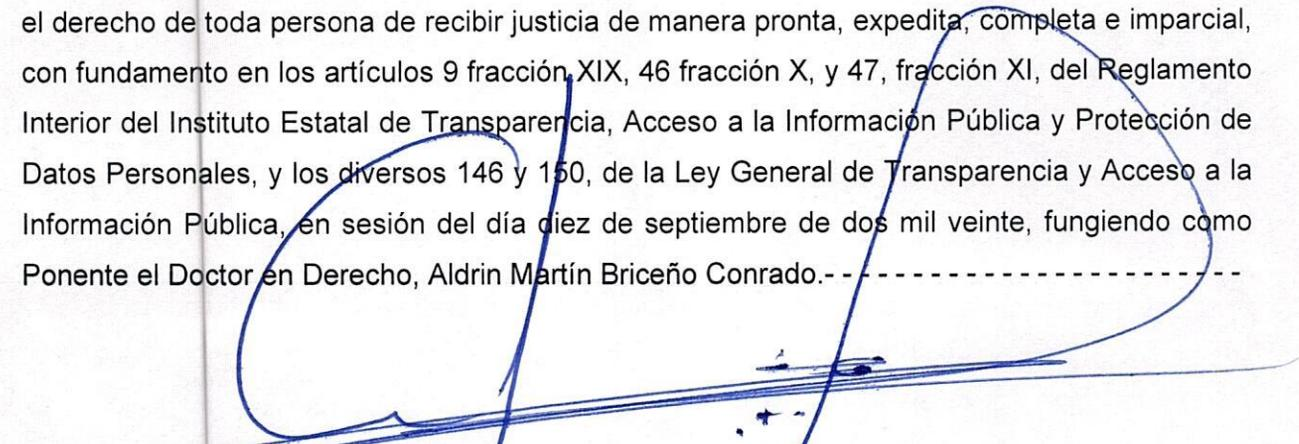 el derecho de toda persona de recibir justicia de manera pronta, expedita, completa e imparcial,
con fundamento en los artículos 9 fracción XIX, 46 fracción X, y 47, fracción XI, del Reglamento
Interior del Instituto Estatal de Transparencia, Acceso a la Información Pública y Protección de
Datos Personales, y los diversos 146 y 150, de la Ley General de Transparencia y Acceso a la
Información Pública, en sesión del día diez de septiembre de dos mil veinte, fungiendo como
Ponente el Doctor en Derecho, Aldrin Martín Briceño Conrado.- - - - - - - - - - - - - - - - - - - - - - - - - -